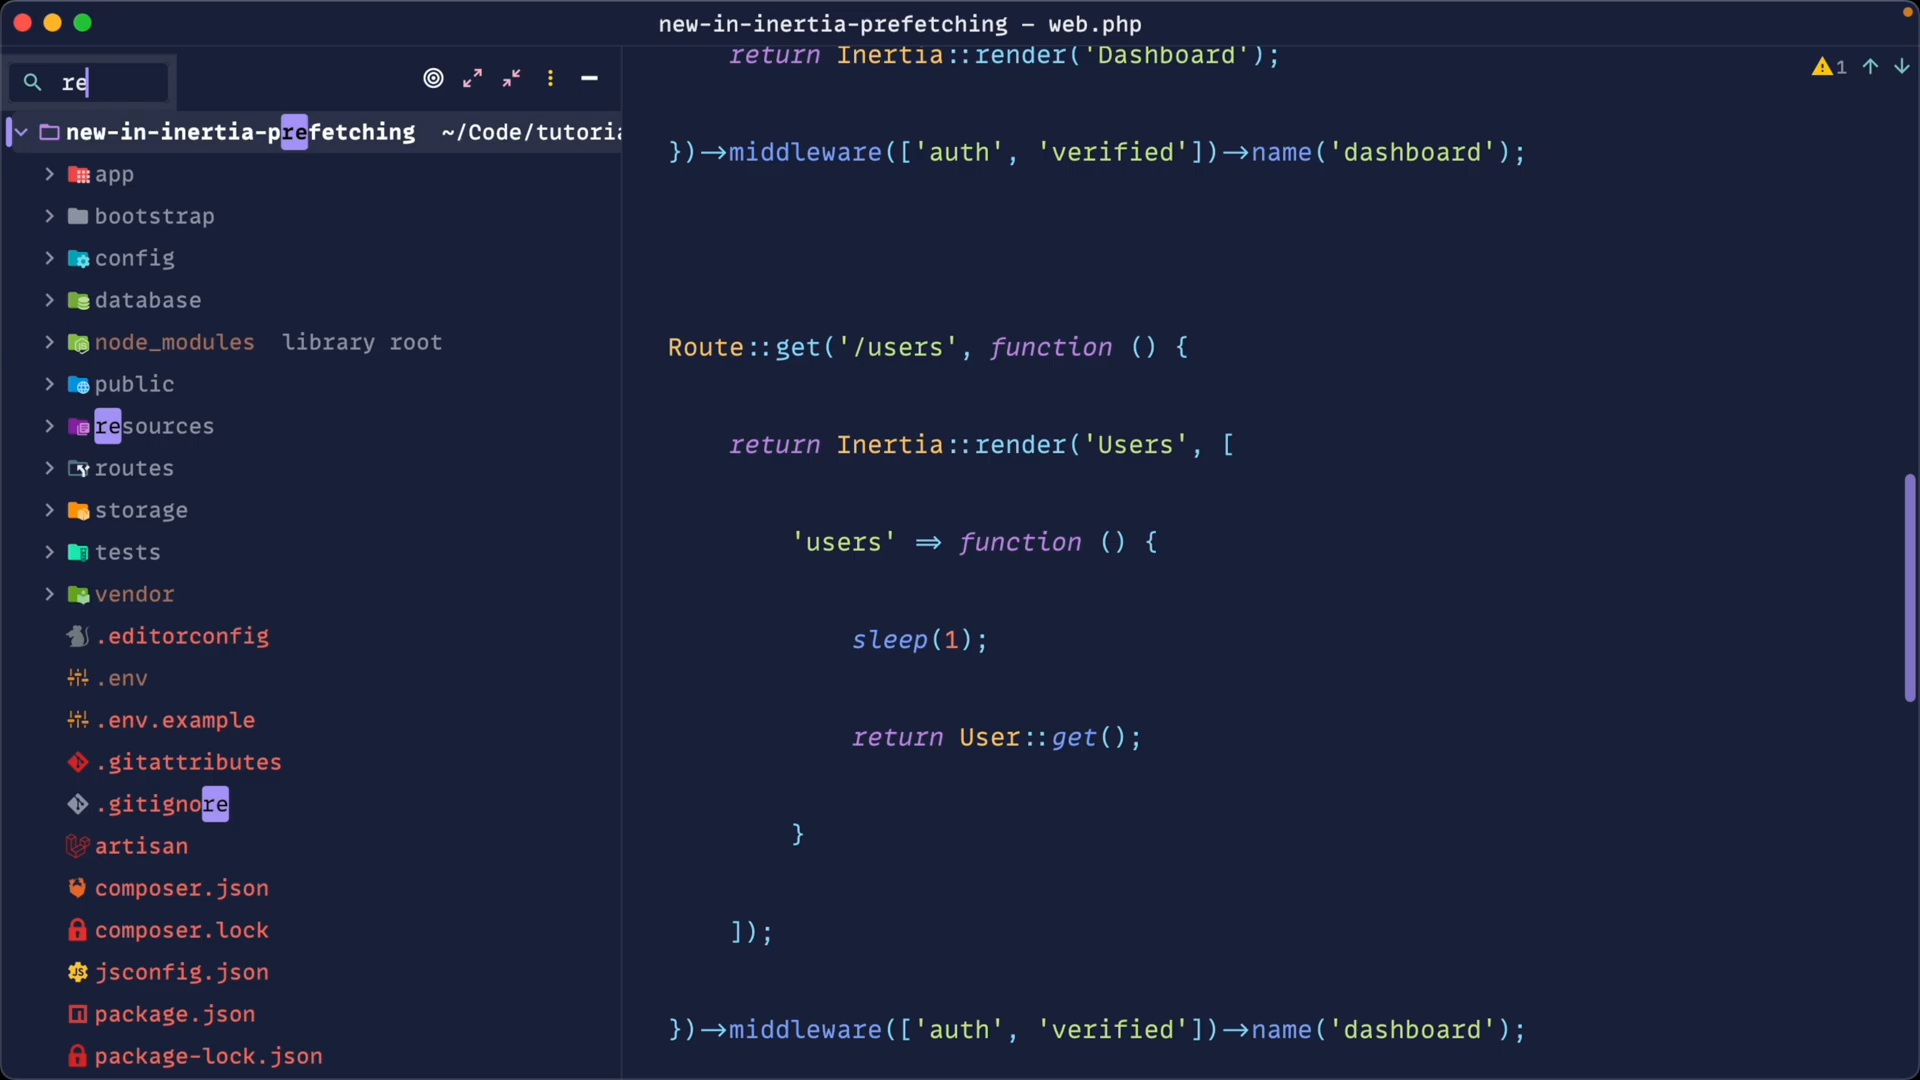 new-in-inertia-prefetching – web.php
re
new-in-inertia-prefetching ~/Code/tutoria
app
bootstrap
config
database
node_modules library root
public
resources
routes
storage
tests
vendor
.editorconfig
.env
.env.example
.gitattributes
.gitignore
artisan
composer.json
composer.lock
jsconfig.json
package.json
package-lock.json
return Inertia::render('Dashboard');
})->middleware(['auth', 'verified'])->name('dashboard');
Route::get('/users', function () {
return Inertia::render('Users', [
'users' => function () {
sleep(1);
return User::get();
}
]);
})->middleware(['auth', 'verified'])->name('dashboard');
1